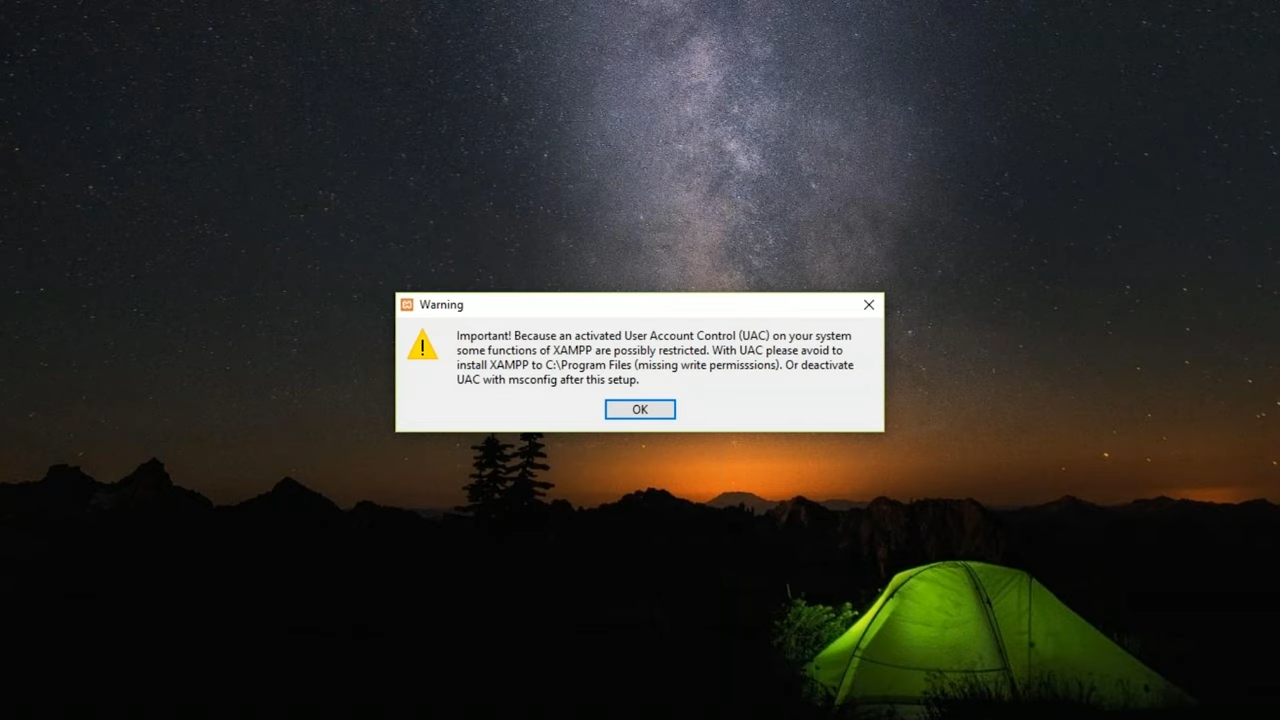 Warning
Important! Because an activated User Account Control (UAC) on your system
some functions of XAMPP are possibly restricted. With UAC please avoid to
install XAMPP to C:\Program Files (missing write permisssions). Or deactivate
UAC with msconfig after this setup.
OK